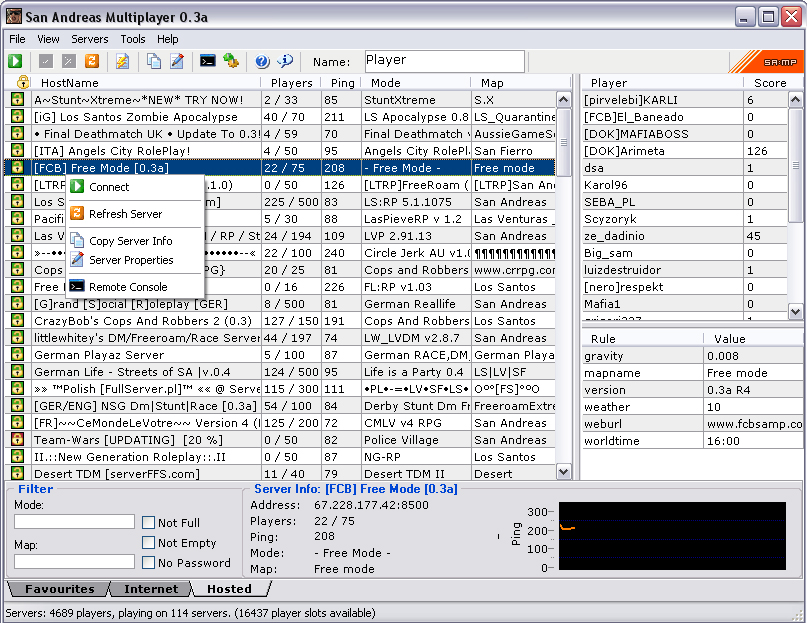 San Andreas Multiplayer 0.3a
File View Servers Tools Help
Name: Player
SA:MP
HostName Players Ping Mode Map
A~Stunt~Xtreme~*NEW* TRY NOW! 2 / 33 85 StuntXtreme S.X
[iG] Los Santos Zombie Apocalypse 40 / 70 211 LS Apocalypse 0.8 LS_Quarantine
• Final Deathmatch UK • Update To 0.3! 4 / 59 70 Final Deathmatch AussieGameS
[ITA] Angels City RolePlay! 4 / 50 95 Angels City RolePl San Fierro
[FCB] Free Mode [0.3a] 22 / 75 208 - Free Mode - Free mode
[LTR .1.0) 0 / 50 126 [LTRP]FreeRoam ( [LTRP]San And
Los S m] 225 / 500 83 LS:RP 5.1.1075 San Andreas
Pacifi 5 / 30 88 LasPieveRP v 1.2 Las Venturas
Las V / RP / St 24 / 194 109 LVP 2.91.13 San Andreas
22 / 100 240 Circle Jerk AU v1.
Cops PG} 20 / 25 81 Cops and Robbers www.crrpg.com
Free 0 / 16 226 FL:RP v1.03 Los Santos
[G]rand [S]ocial [R]oleplay [GER] 8 / 500 81 German Reallife San Andreas
CrazyBob's Cops And Robbers 2 (0.3) 127 / 150 191 Cops And Robbers Los Santos
littlewhitey's DM/Freeroam/Race Server 44 / 197 74 LW_LVDM v2.8.7 San Andreas
German Playaz Server 5 / 100 87 German RACE,DM, German Playa
German Life - Streets of SA |v.0.4 124 / 500 95 Life is a Party 0.4 LS|LV|SF
»» ™Polish [FullServer.pl]™ «« @ Serve 115 / 300 111 •PL•-=•LV•SF•LS• Oºº[FS]°ºO
[GER/ENG] NSG Dm|Stunt|Race [0.3a] 54 / 100 84 Derby Stunt Dm Fr FreeroamExtre
[FR]~~CeMondeLeVotre~~ Version 4 (I 125 / 200 72 CMLV v4 RPG San Andreas
Team-Wars [UPDATING] [20 %] 0 / 50 82 Police Village San Andreas
II.::New Generation Roleplay::.II 0 / 50 87 NG-RP Los Santos
Desert TDM [serverFFS.com] 11 / 40 79 Desert TDM II Desert
Connect
Refresh Server
Copy Server Info
Server Properties
Remote Console
Player Score
[pirvelebi]KARLI 6
[FCB]El_Baneado 0
[DOK]MAFIABOSS 0
[DOK]Arimeta 126
dsa 1
Karol96 0
SEBA_PL 0
Scyzoryk 1
ze_dadinio 45
Big_sam 0
luizdestruidor 1
[nero]respekt 0
Mafia1 0
Rule Value
gravity 0.008
mapname Free mode
version 0.3a R4
weather 10
weburl www.fcbsamp.co
worldtime 16:00
Filter
Mode:
Not Full
Not Empty
Map:
No Password
Server Info: [FCB] Free Mode [0.3a]
Address: 67.228.177.42:8500
Players: 22 / 75
Ping: 208
Mode: - Free Mode -
Map: Free mode
-
Ping
300
200
100
0
Favourites Internet Hosted
Servers: 4689 players, playing on 114 servers. (16437 player slots available)